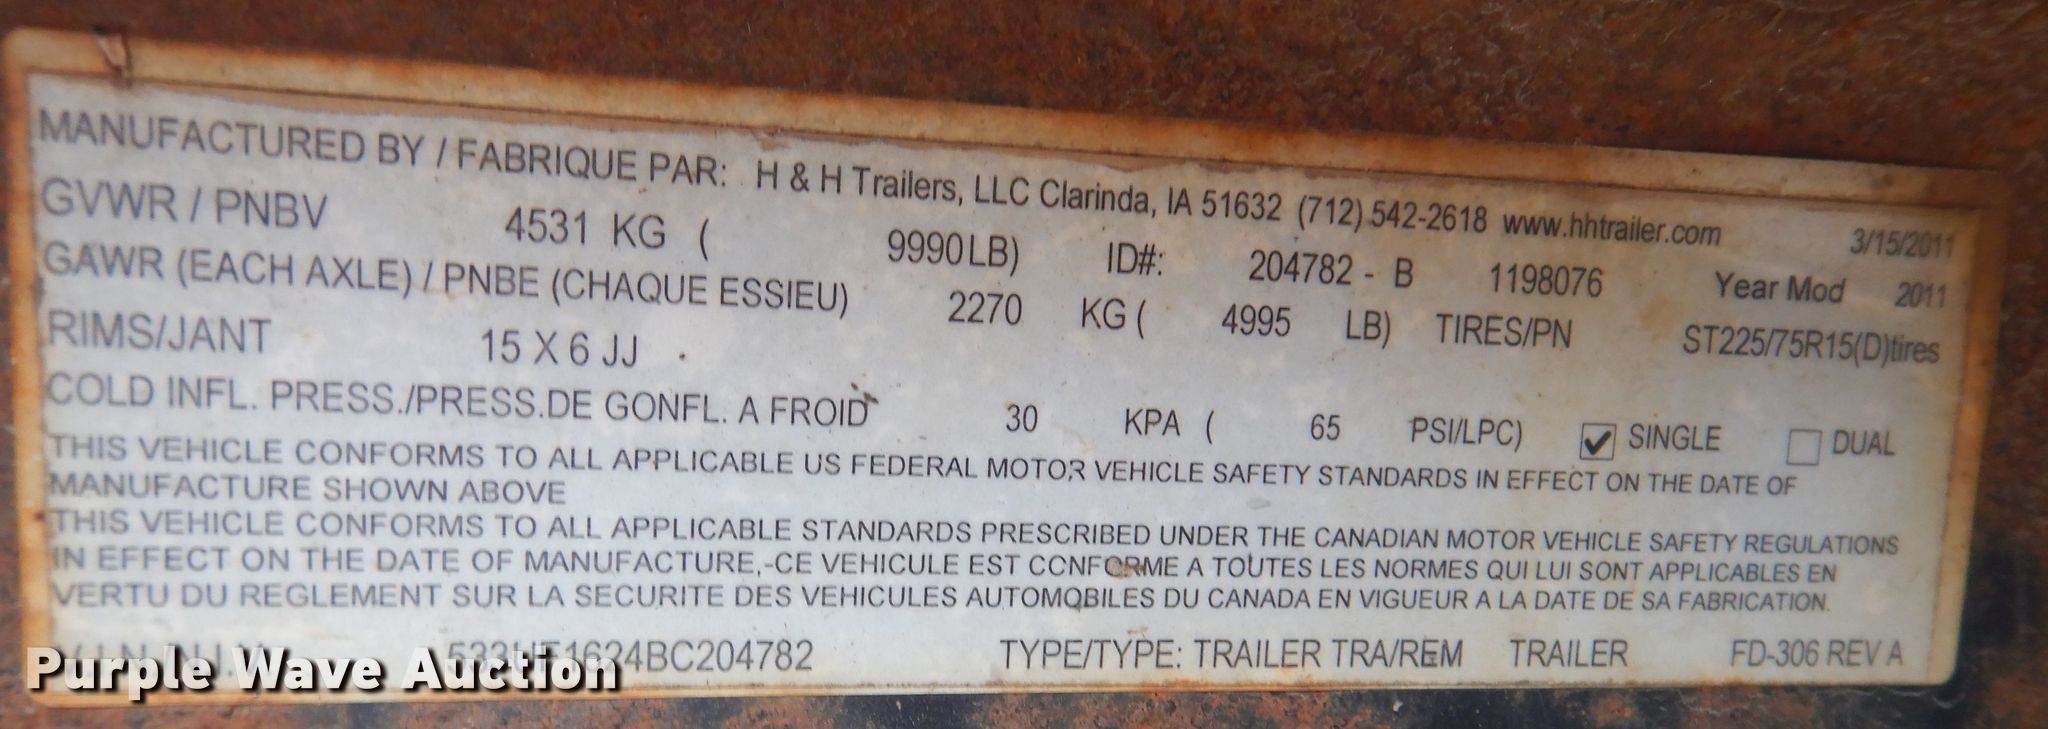 MANUFACTURED BY / FABRIQUE PAR: H & H Trailers, LLC Clarinda, IA 51632 (712) 542-2618 www.hhtrailer.com 3/15/2011
GVWR / PNBV 4531 KG ( 9990LB) ID#: 204782 - B 1198076 Year Mod 2011
GAWR (EACH AXLE) / PNBE (CHAQUE ESSIEU) 2270 KG ( 4995 LB) TIRES/PN ST225/75R15(D)tires
RIMS/JANT 15 X 6 JJ
COLD INFL. PRESS./PRESS.DE GONFL. A FROID 30 KPA ( 65 PSI/LPC) SINGLE DUAL
THIS VEHICLE CONFORMS TO ALL APPLICABLE US FEDERAL MOTOR VEHICLE SAFETY STANDARDS IN EFFECT ON THE DATE OF
MANUFACTURE SHOWN ABOVE
THIS VEHICLE CONFORMS TO ALL APPLICABLE STANDARDS PRESCRIBED UNDER THE CANADIAN MOTOR VEHICLE SAFETY REGULATIONS
IN EFFECT ON THE DATE OF MANUFACTURE,-CE VEHICULE EST CONFORME A TOUTES LES NORMES QUI LUI SONT APPLICABLES EN
VERTU DU REGLEMENT SUR LA SECURITE DES VEHICULES AUTOMOBILES DU CANADA EN VIGUEUR A LA DATE DE SA FABRICATION.
TYPE/TYPE: TRAILER TRA/REM TRAILER FD-306 REV A
Purple Wave Auction